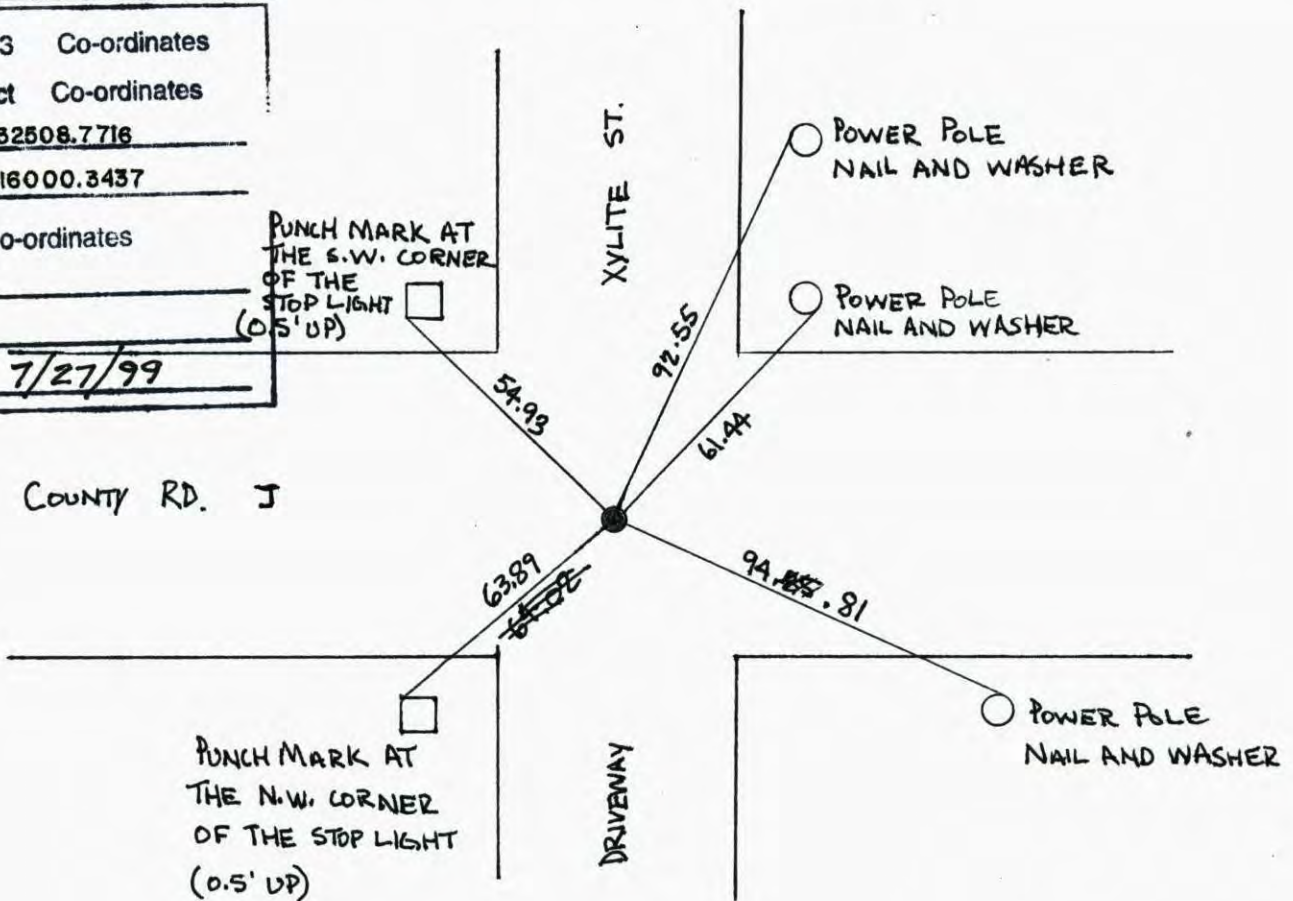 3 Co-ordinates
ct Co-ordinates
32508.7716
16000.3437
o-ordinates
7/27/99
PUNCH MARK AT
THE S.W. CORNER
OF THE
STOP LIGHT
(0.5' UP)
XYLITE ST.
POWER POLE
NAIL AND WASHER
POWER POLE
NAIL AND WASHER
92.55
54.93
61.44
COUNTY RD. J
63.89
64.02
94. .81
PUNCH MARK AT
THE N.W. CORNER
OF THE STOP LIGHT
(0.5' UP)
DRIVEWAY
POWER POLE
NAIL AND WASHER